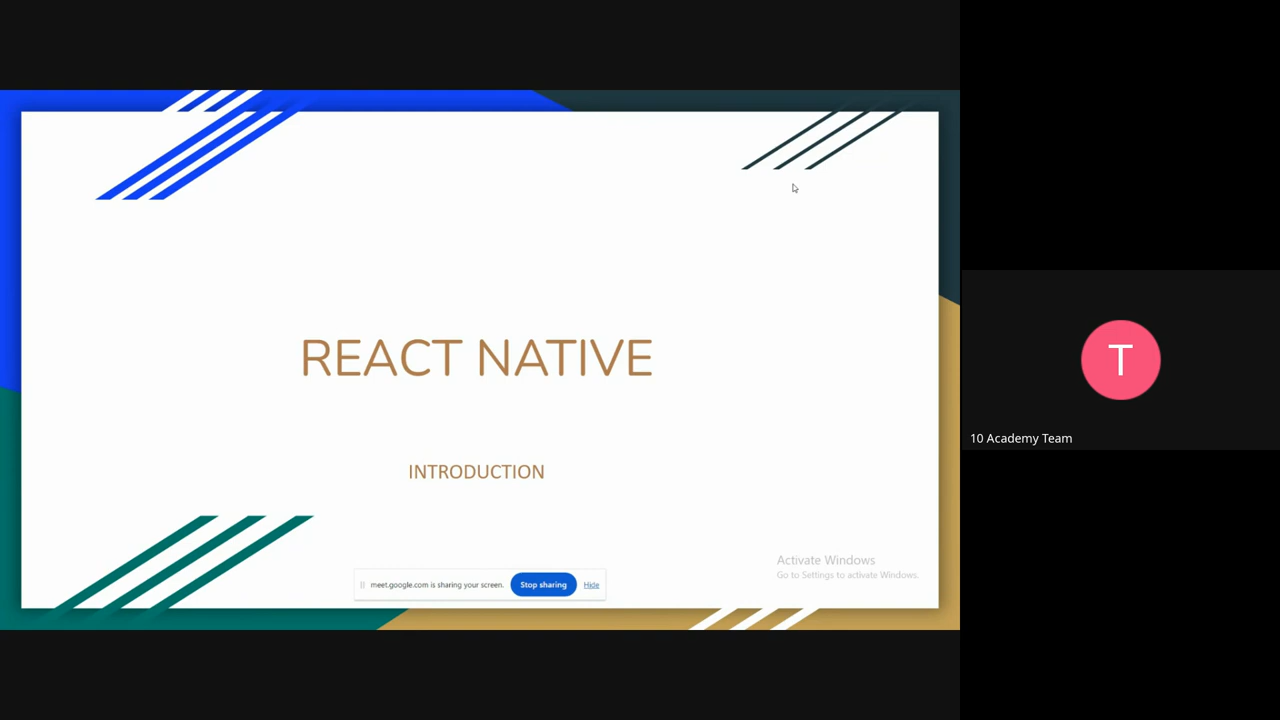 REACT NATIVE
INTRODUCTION
Activate Windows
Go to Settings to activate Windows.
meet.google.com is sharing your screen. Stop sharing Hide
T
10 Academy Team